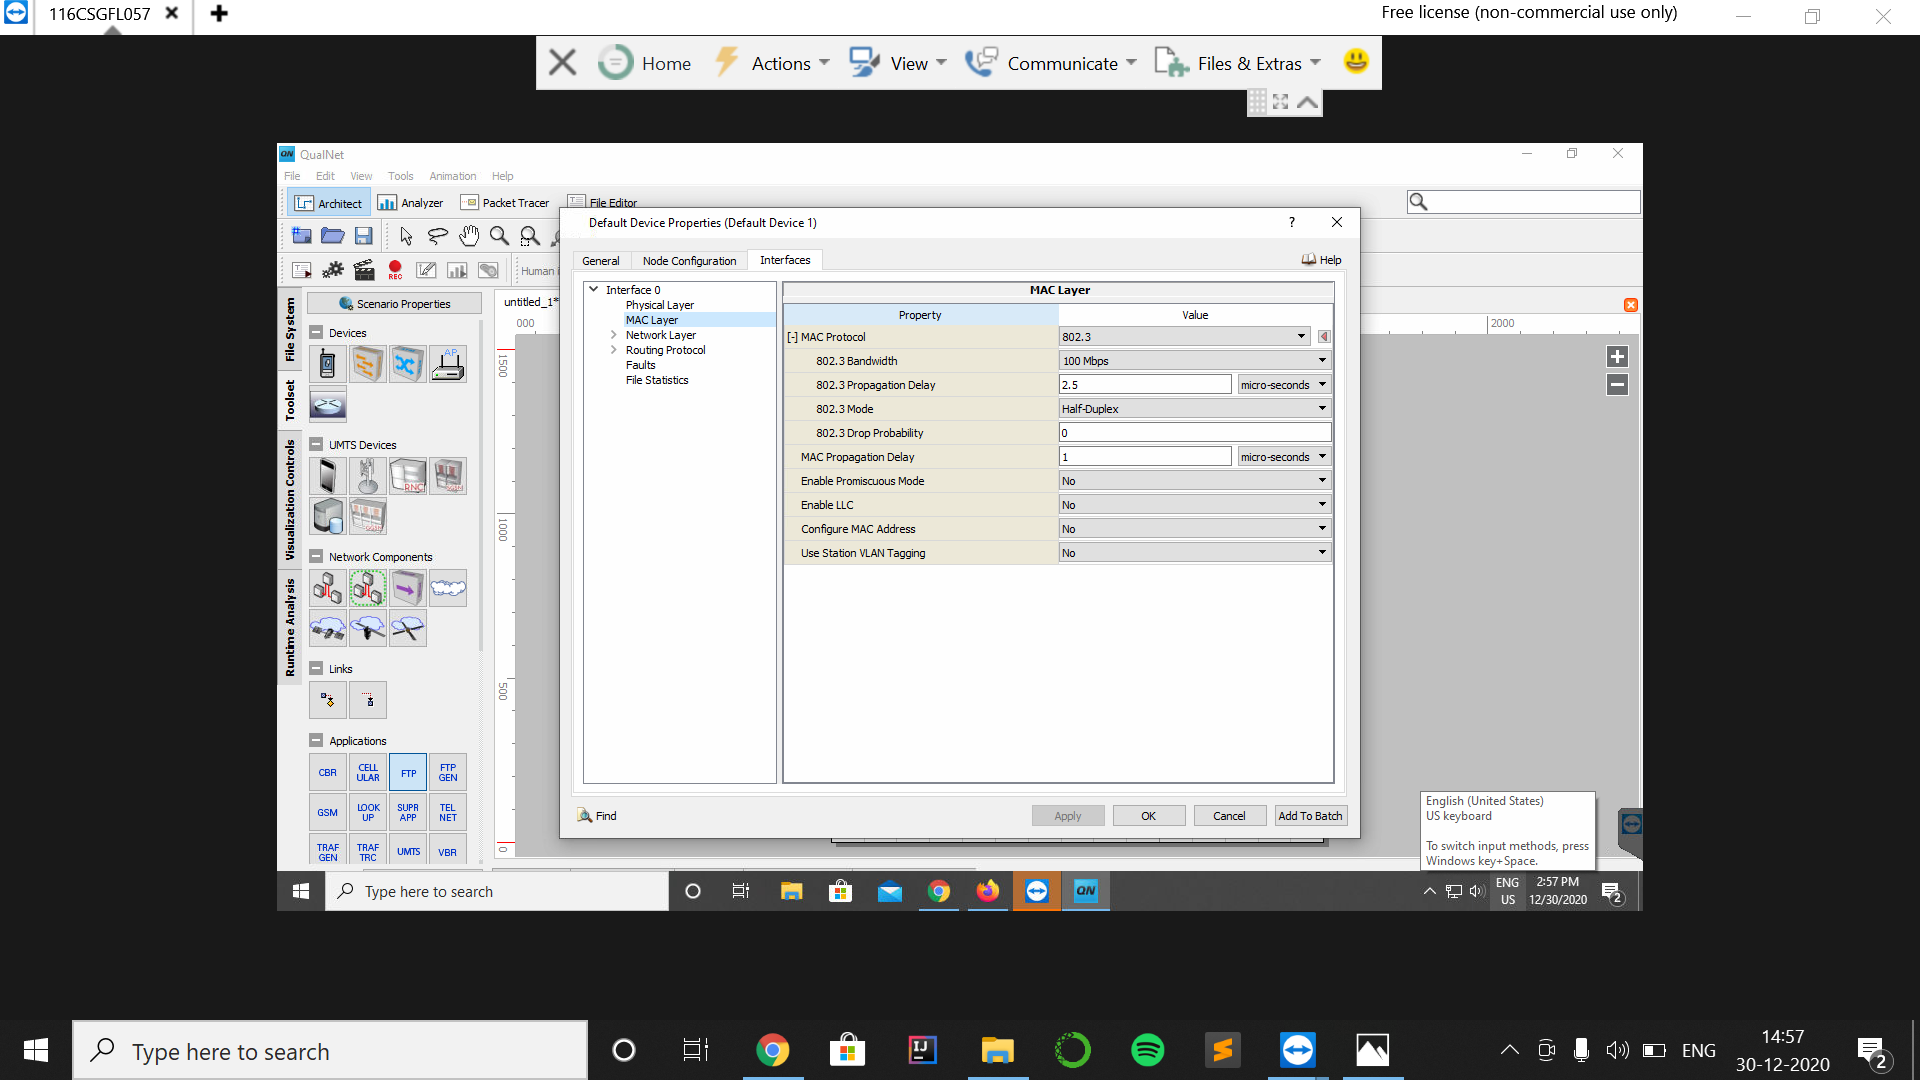 116CSGFL057
Free license (non-commercial use only)
Home
Actions
View
Communicate
Files & Extras
QN QualNet
File Edit View Tools Animation Help
Architect Analyzer Packet Tracer File Editor
Default Device Properties (Default Device 1)
?
General Node Configuration Interfaces
Help
REC
Human i
Scenario Properties
untitled_1*
000
2000
File System
Toolset
Visualization Controls
Runtime Analysis
1500
1000
500
0
Devices
AP
UMTS Devices
RNC
Network Components
Links
Applications
CBR
CELL
ULAR
FTP
FTP
GEN
GSM
LOOK
UP
SUPR
APP
TEL
NET
TRAF
GEN
TRAF
TRC
UMTS
VBR
Interface 0
Physical Layer
MAC Layer
Network Layer
Routing Protocol
Faults
File Statistics
MAC Layer
Property Value
[-] MAC Protocol 802.3
802.3 Bandwidth 100 Mbps
802.3 Propagation Delay 2.5 micro-seconds
802.3 Mode Half-Duplex
802.3 Drop Probability 0
MAC Propagation Delay 1 micro-seconds
Enable Promiscuous Mode No
Enable LLC No
Configure MAC Address No
Use Station VLAN Tagging No
Find
Apply OK Cancel Add To Batch
English (United States)
US keyboard
To switch input methods, press
Windows key+Space.
Type here to search
QN
ENG
US
2:57 PM
12/30/2020
2
Type here to search
IJ
ENG
14:57
30-12-2020
2